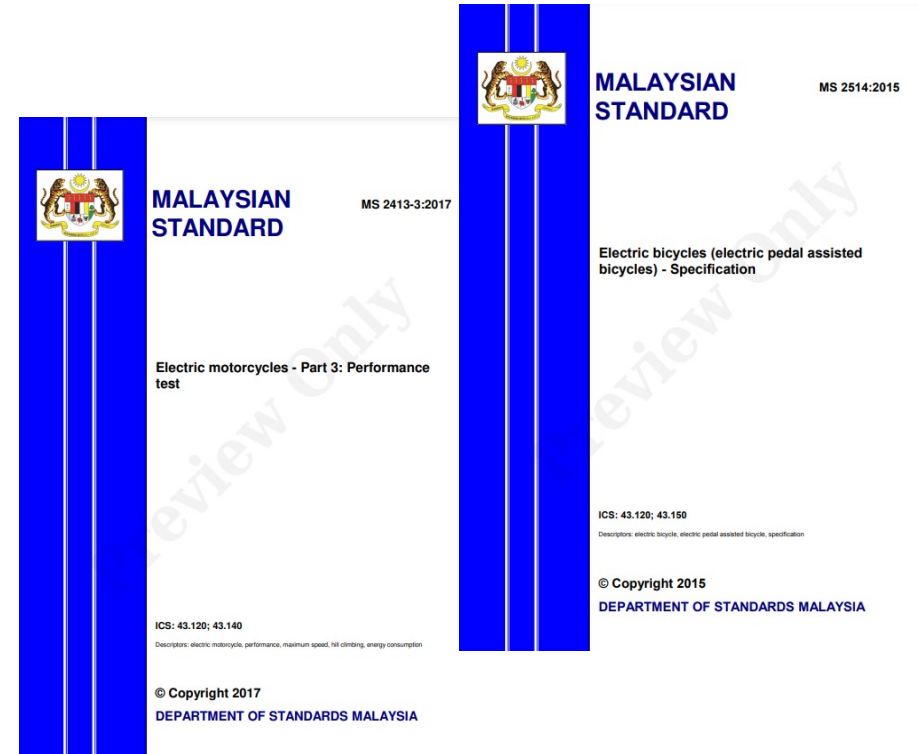 MALAYSIAN
STANDARD
MS 2413-3:2017
Electric motorcycles - Part 3: Performance
test
ICS: 43.120; 43.140
Descriptors: electric motorcycle, performance, maximum speed, hill climbing, energy consumption
© Copyright 2017
DEPARTMENT OF STANDARDS MALAYSIA
Preview Only
MALAYSIAN
STANDARD
MS 2514:2015
Electric bicycles (electric pedal assisted
bicycles) - Specification
ICS: 43.120; 43.150
Descriptors: electric bicycle, electric pedal assisted bicycle, specification
© Copyright 2015
DEPARTMENT OF STANDARDS MALAYSIA
Preview Only